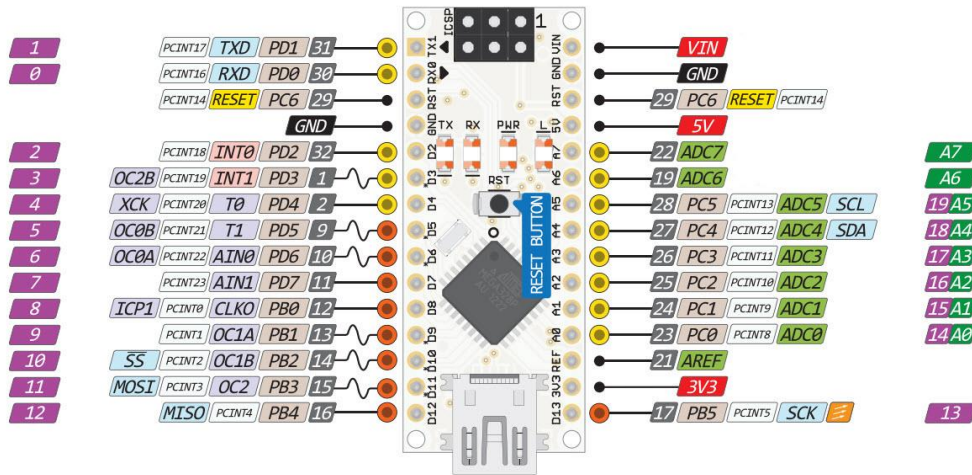 ICSP 1
1 PCINT17 TXD PD1 31 TX1 VIN VIN
0 PCINT16 RXD PD0 30 RX0 GND GND
PCINT14 RESET PC6 29 RST RST 29 PC6 RESET PCINT14
GND GND 5V 5V
TX RX PWR L
2 PCINT18 INT0 PD2 32 D2 A7 22 ADC7 A7
3 OC2B PCINT19 INT1 PD3 1 D3 A6 19 ADC6 A6
RST
4 XCK PCINT20 T0 PD4 2 D4 A5 28 PC5 PCINT13 ADC5 SCL 19 A5
5 OC0B PCINT21 T1 PD5 9 D5 A4 27 PC4 PCINT12 ADC4 SDA 18 A4
RESET BUTTON
6 OC0A PCINT22 AIN0 PD6 10 D6 A3 26 PC3 PCINT11 ADC3 17 A3
7 PCINT23 AIN1 PD7 11 D7 A2 25 PC2 PCINT10 ADC2 16 A2
8 ICP1 PCINT0 CLKO PB0 12 D8 A1 24 PC1 PCINT9 ADC1 15 A1
9 PCINT1 OC1A PB1 13 D9 A0 23 PC0 PCINT8 ADC0 14 A0
10 SS PCINT2 OC1B PB2 14 D10 REF 21 AREF
11 MOSI PCINT3 OC2 PB3 15 D11 3V3 3V3
12 MISO PCINT4 PB4 16 D12 D13 17 PB5 PCINT5 SCK 13